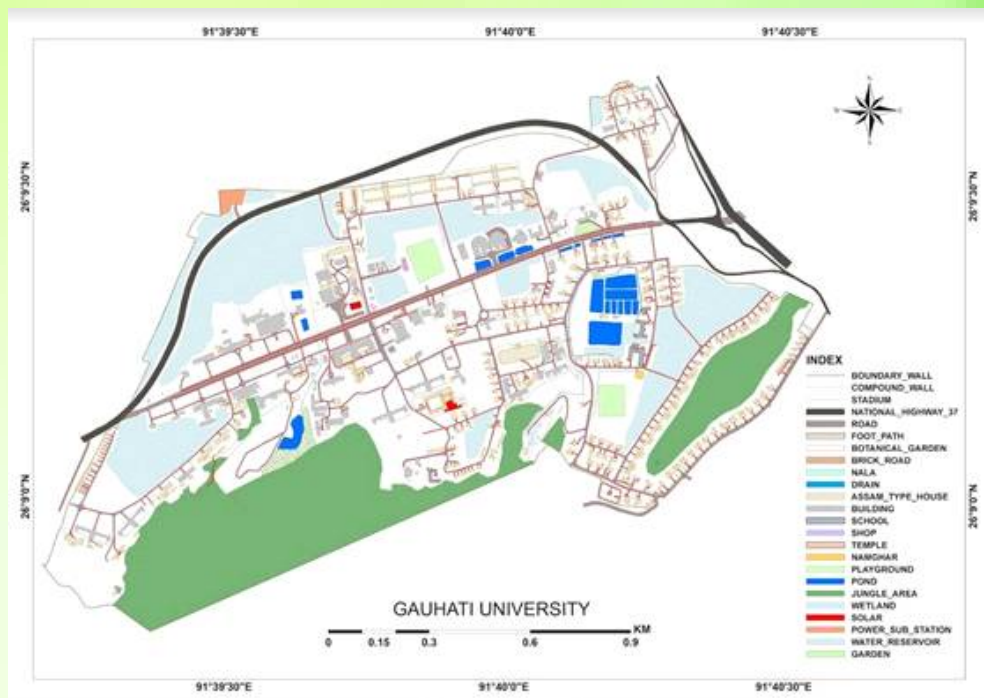 91°39'30"E 91°40'0"E 91°40'30"E
26°9'30"N 26°9'30"N
INDEX
BOUNDARY_WALL
COMPOUND_WALL
STADIUM
NATIONAL_HIGHWAY_37
ROAD
FOOT_PATH
BOTANICAL_GARDEN
BRICK_ROAD
NALA
DRAIN
ASSAM_TYPE_HOUSE
BUILDING
SCHOOL
SHOP
TEMPLE
NAMGHAR
PLAYGROUND
POND
JUNGLE_AREA
WETLAND
SOLAR
POWER_SUB_STATION
WATER_RESERVOIR
GARDEN
26°9'0"N 26°9'0"N
GAUHATI UNIVERSITY
KM
0 0.15 0.3 0.6 0.9
91°39'30"E 91°40'0"E 91°40'30"E